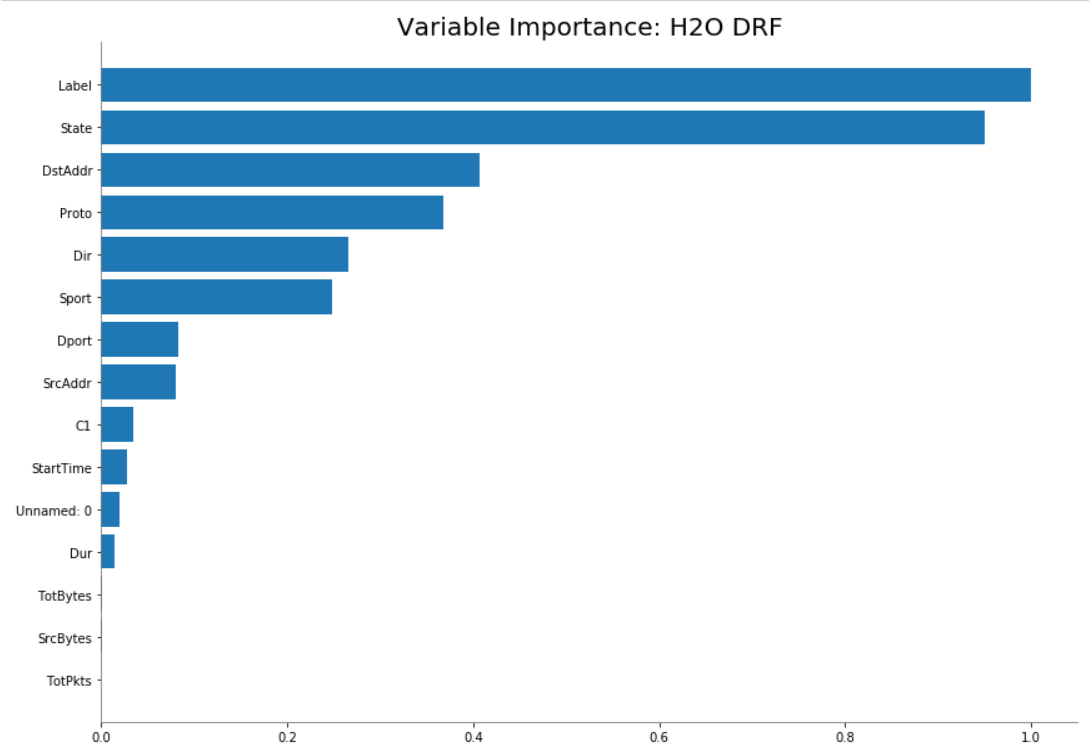 Variable Importance: H2O DRF
Label
State
DstAddr
Proto
Dir
Sport
Dport
SrcAddr
C1
StartTime
Unnamed: 0
Dur
TotBytes
SrcBytes
TotPkts
0.0 0.2 0.4 0.6 0.8 1.0